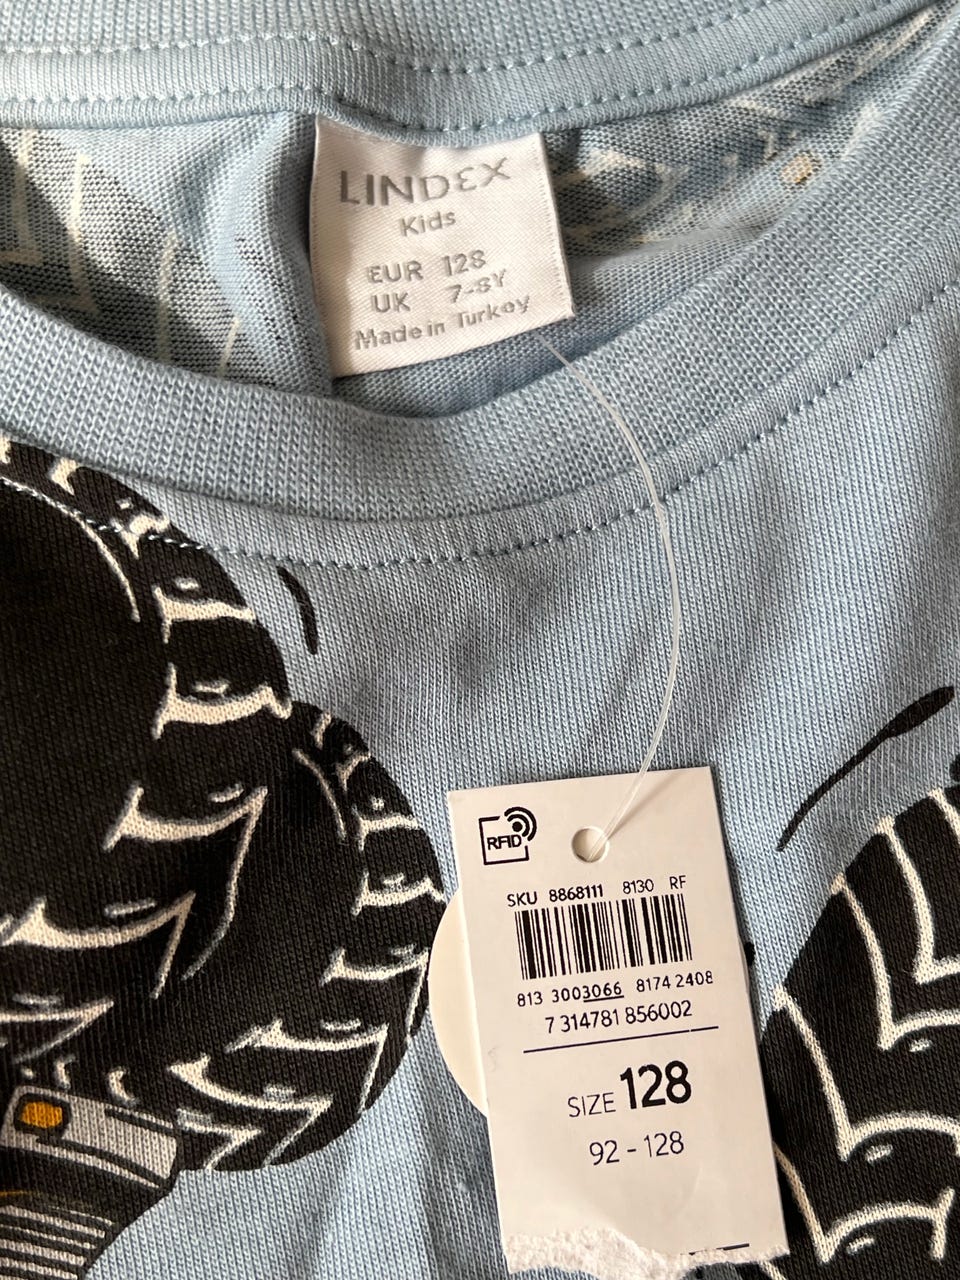 LINDEX
Kids
EUR 128
UK 7-8Y
Made in Turkey
RFID
SKU 8868111 8130 RF
813 3003066 8174 2408
7 314781 856002
SIZE 128
92 - 128